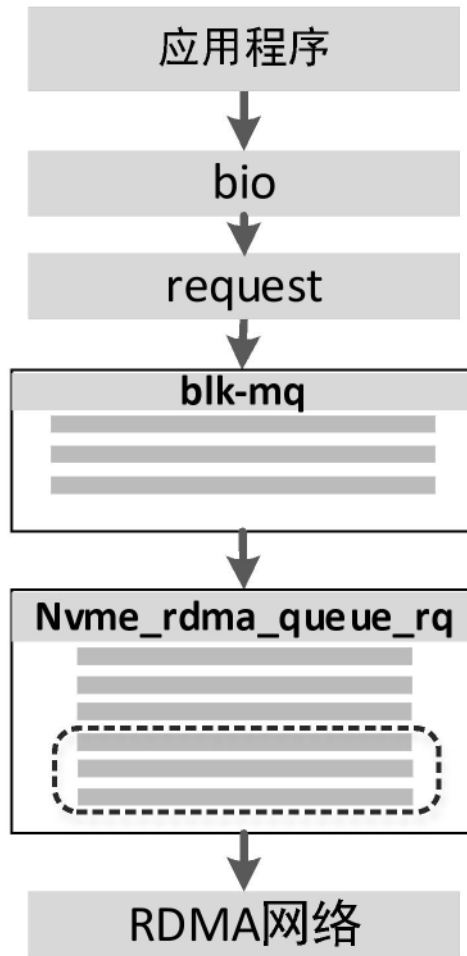 应用程序
bio
request
blk-mq
Nvme_rdma_queue_rq
RDMA网络